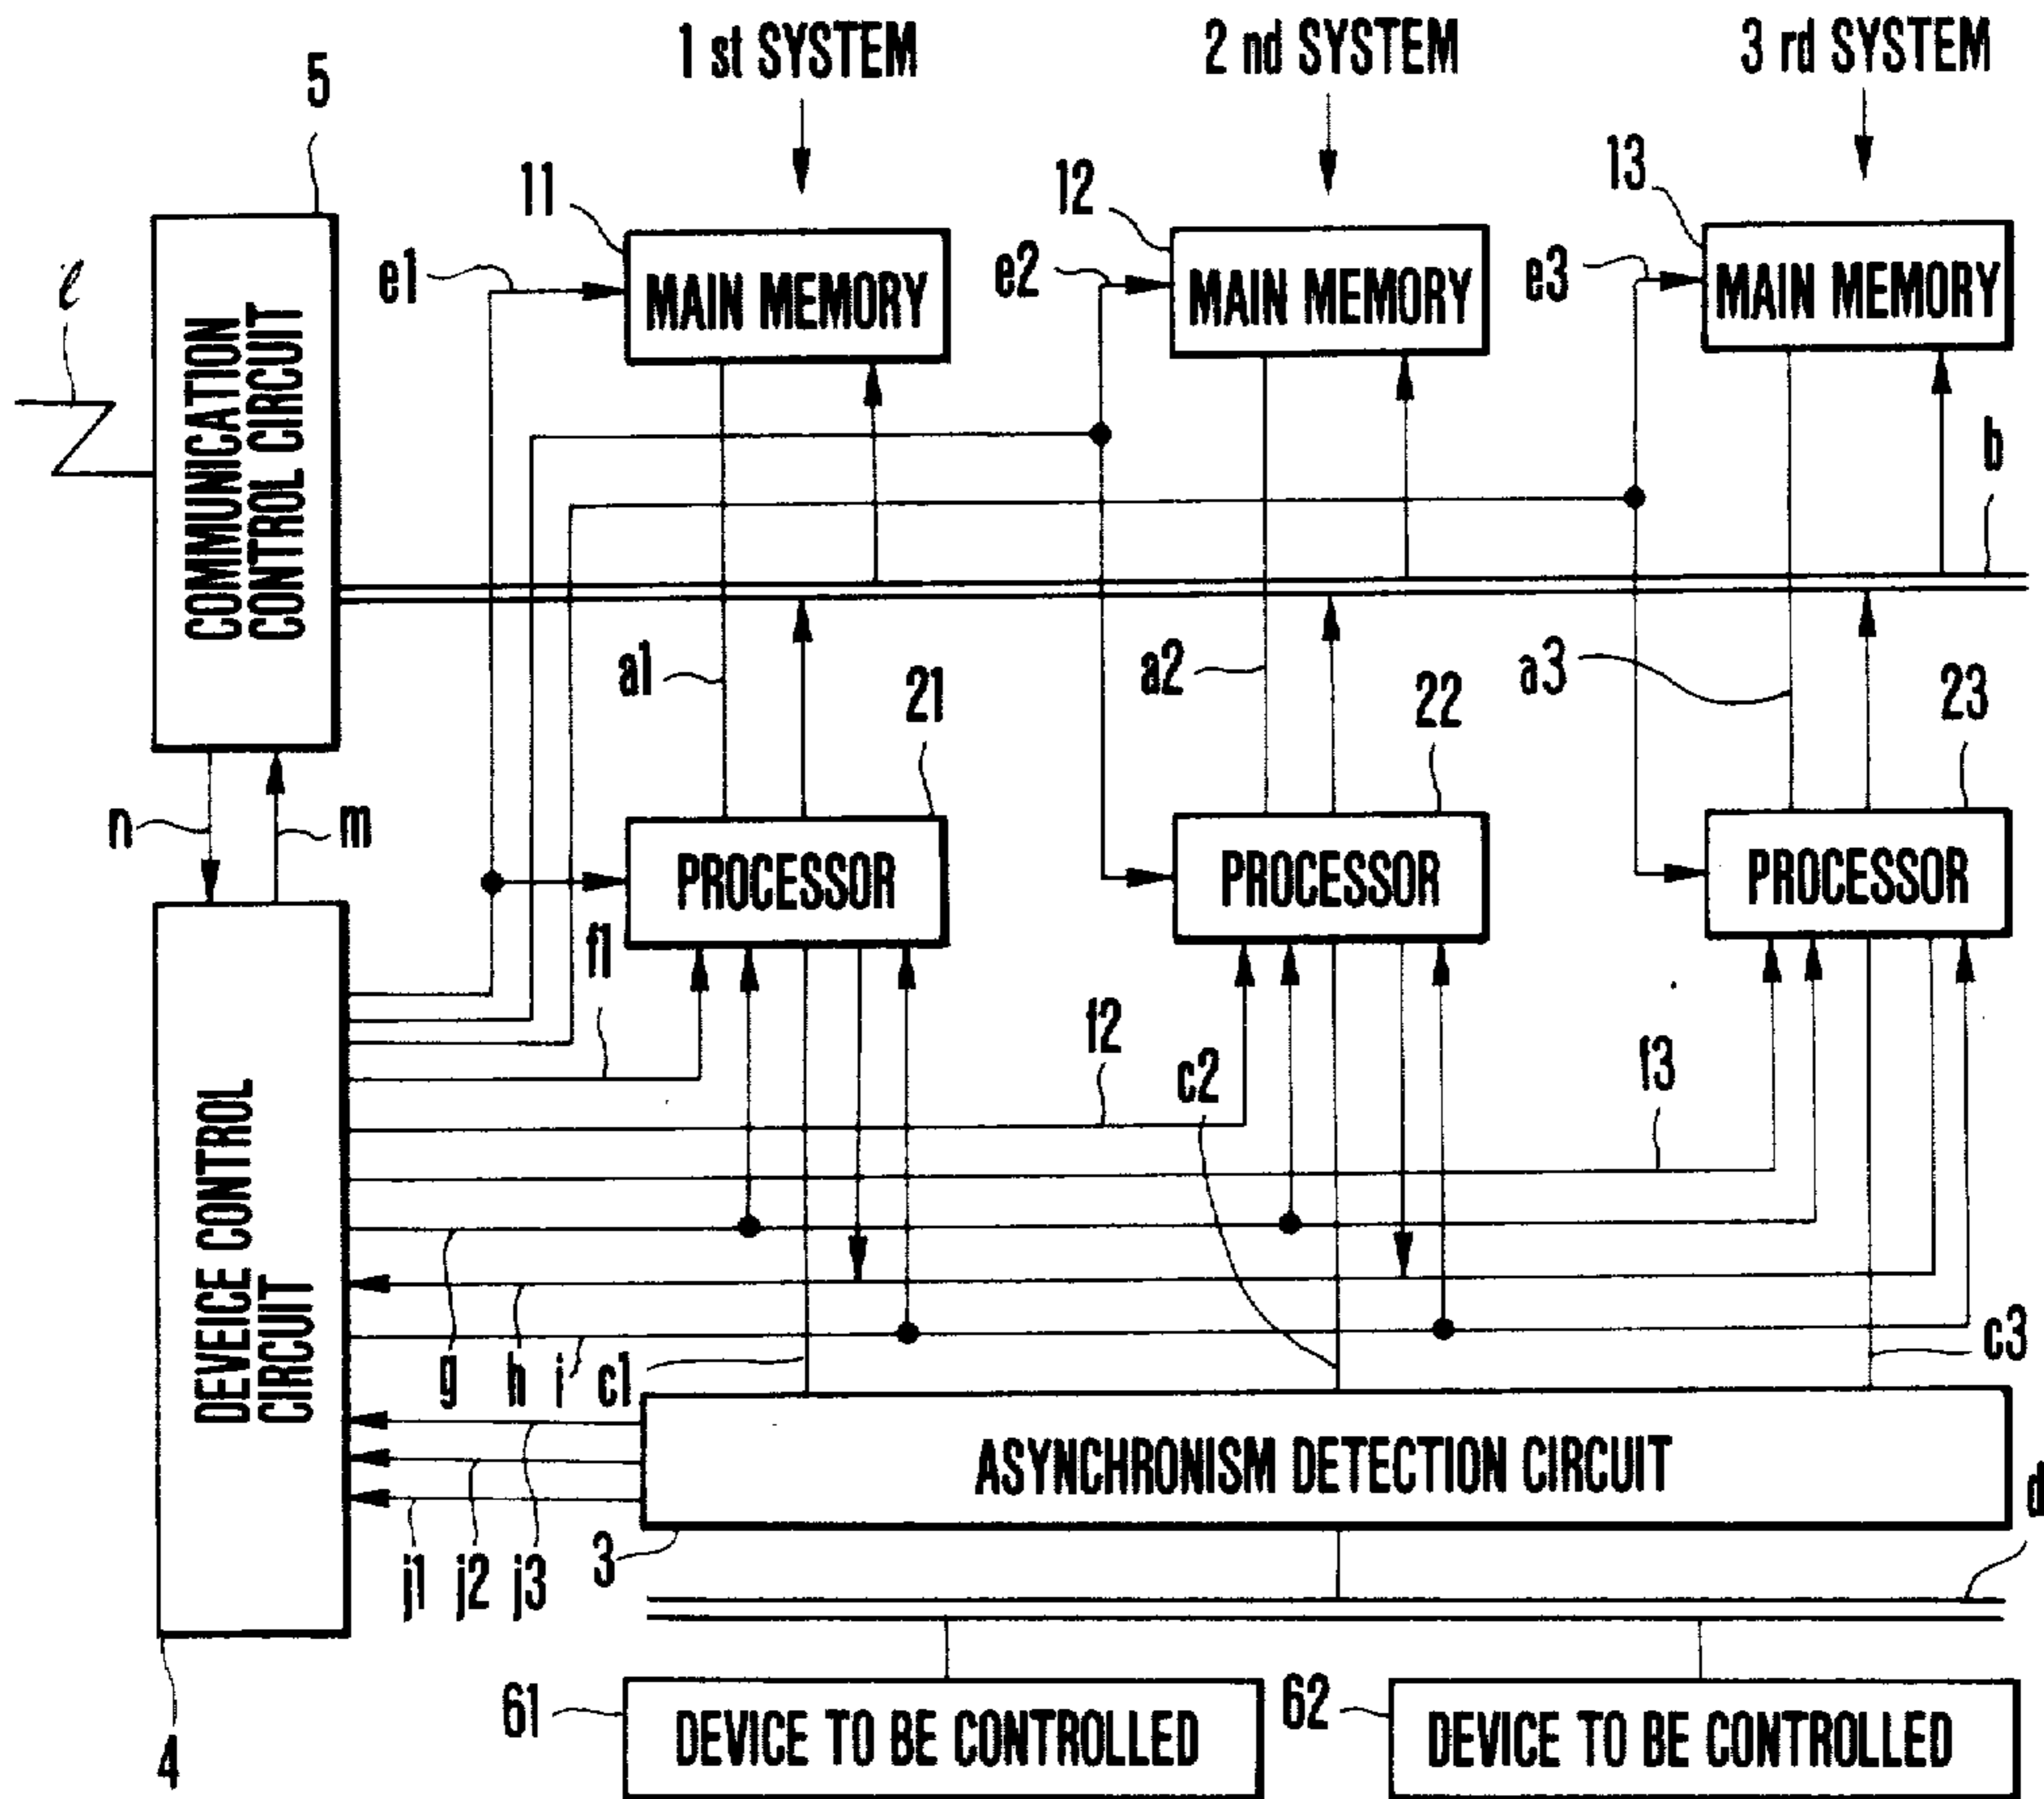 1 st SYSTEM
2 nd SYSTEM
3 rd SYSTEM
5
11
12
13
e1
e2
e3
ℓ
MAIN MEMORY
MAIN MEMORY
MAIN MEMORY
COMMUNICATION
CONTROL CIRCUIT
b
a1
a2
a3
21
22
23
n
m
PROCESSOR
PROCESSOR
PROCESSOR
f1
f2
f3
c2
DEVEICE CONTROL
CIRCUIT
g
h
i
c1
c3
ASYNCHRONISM DETECTION CIRCUIT
d
j1
j2
j3
3
4
61
DEVICE TO BE CONTROLLED
62
DEVICE TO BE CONTROLLED